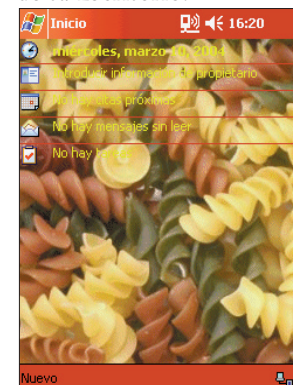 Inicio 16:20
miércoles, marzo 10, 2004
Introducir información de propietario
No hay citas próximas
No hay mensajes sin leer
No hay
Nuevo